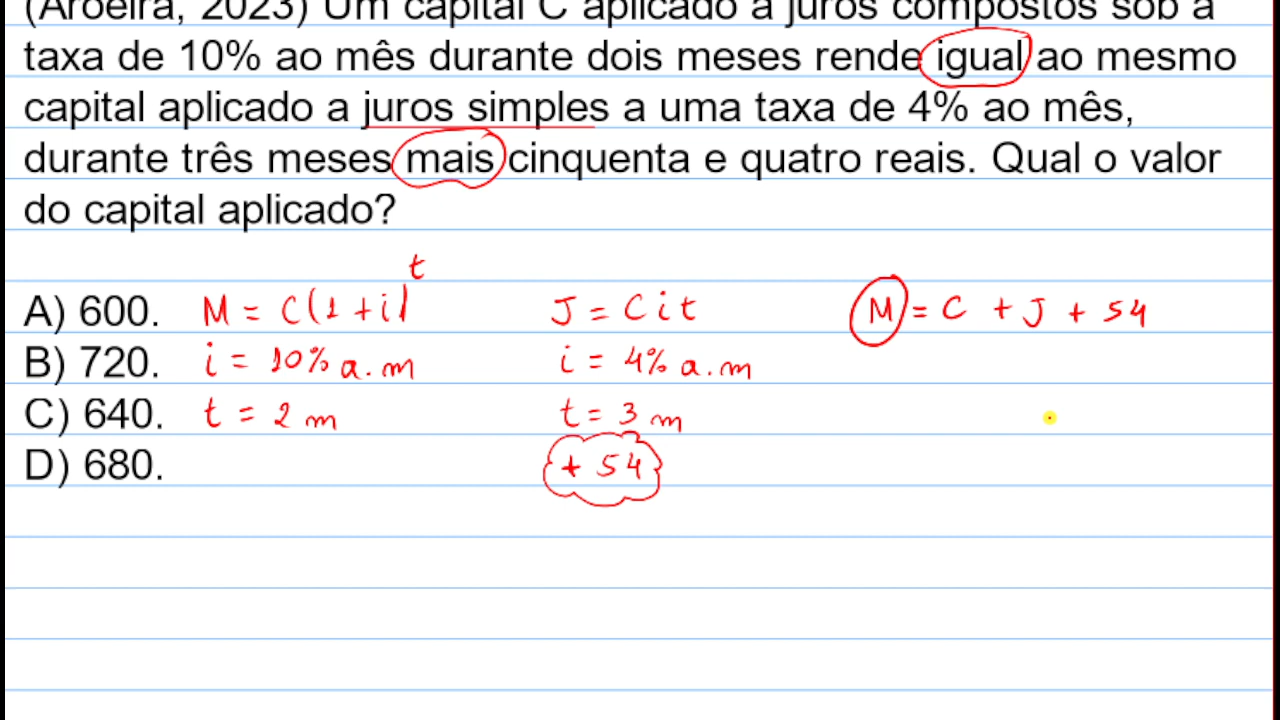 (Aroeira, 2023) Um capital C aplicado a juros compostos sob a
taxa de 10% ao mês durante dois meses rende igual ao mesmo
capital aplicado a juros simples a uma taxa de 4% ao mês,
durante três meses mais cinquenta e quatro reais. Qual o valor
do capital aplicado?
A) 600. M = C(1 + i)^t J = C i t M = C + J + 54
B) 720. i = 10% a.m i = 4% a.m
C) 640. t = 2 m t = 3 m
D) 680. + 54